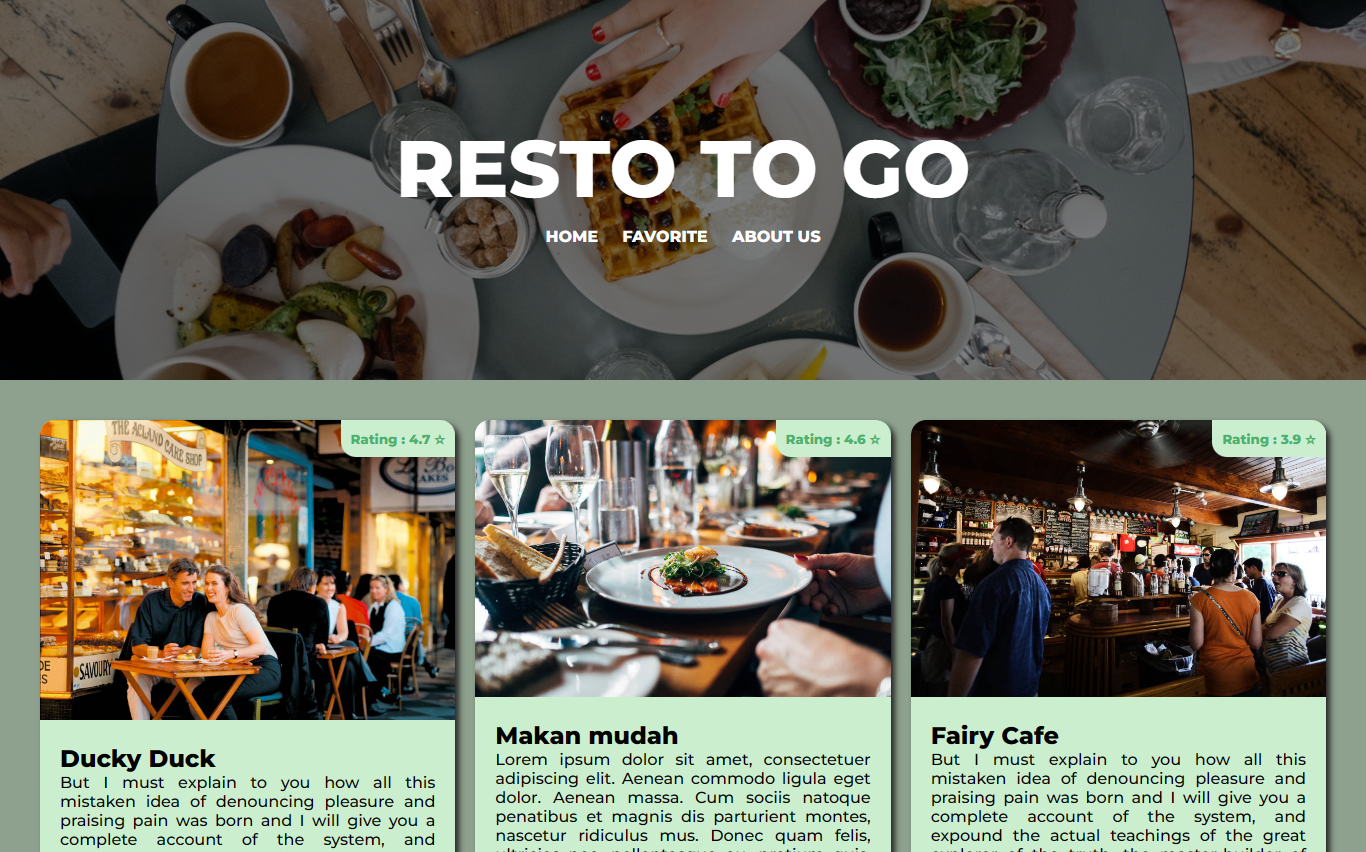 RESTO TO GO
HOME FAVORITE ABOUT US
THE ACLAND CAKE SHOP
CAKES
SAVOURY
Rating : 4.7 ☆
Ducky Duck
But I must explain to you how all this
mistaken idea of denouncing pleasure and
praising pain was born and I will give you a
complete account of the system, and
Rating : 4.6 ☆
Makan mudah
Lorem ipsum dolor sit amet, consectetuer
adipiscing elit. Aenean commodo ligula eget
dolor. Aenean massa. Cum sociis natoque
penatibus et magnis dis parturient montes,
nascetur ridiculus mus. Donec quam felis,
Rating : 3.9 ☆
Fairy Cafe
But I must explain to you how all this
mistaken idea of denouncing pleasure and
praising pain was born and I will give you a
complete account of the system, and
expound the actual teachings of the great